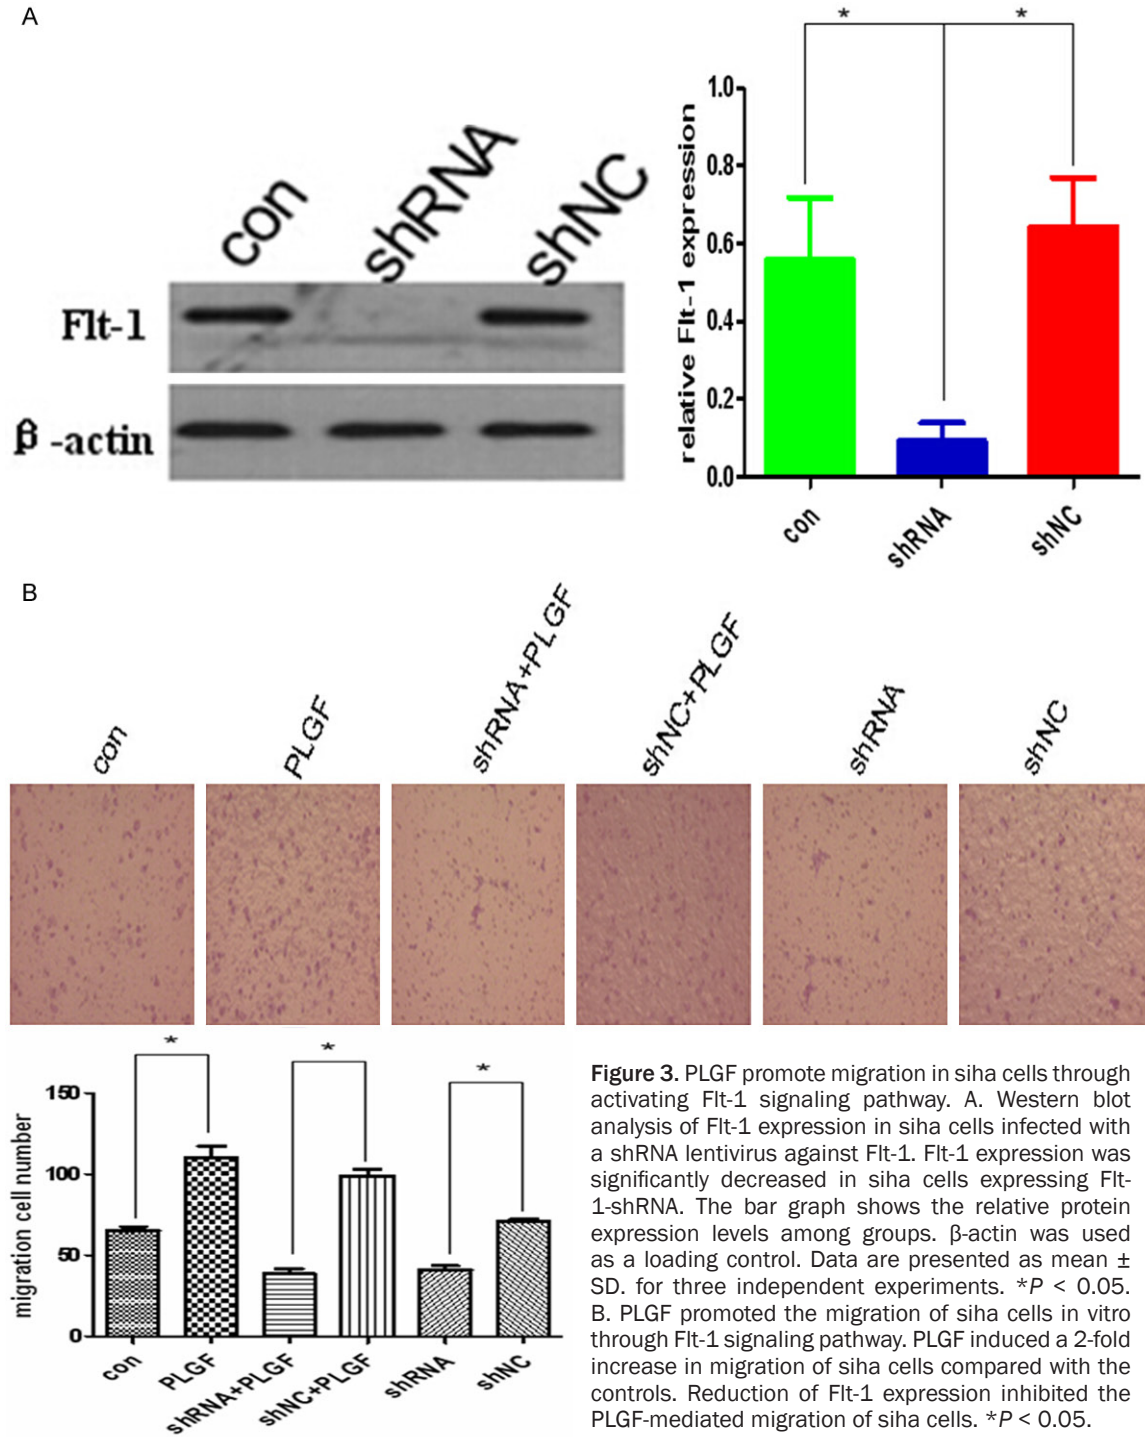 A
con
shRNA
shNC
Flt-1
β-actin
*
*
relative Flt-1 expression
1.0
0.8
0.6
0.4
0.2
0.0
con
shRNA
shNC
B
con
PLGF
shRNA+PLGF
shNC+PLGF
shRNA
shNC
*
*
*
migration cell number
150
100
50
0
con
PLGF
shRNA+PLGF
shNC+PLGF
shRNA
shNC
Figure 3. PLGF promote migration in siha cells through
activating Flt-1 signaling pathway. A. Western blot
analysis of Flt-1 expression in siha cells infected with
a shRNA lentivirus against Flt-1. Flt-1 expression was
significantly decreased in siha cells expressing Flt-
1-shRNA. The bar graph shows the relative protein
expression levels among groups. β-actin was used
as a loading control. Data are presented as mean ±
SD. for three independent experiments. *P < 0.05.
B. PLGF promoted the migration of siha cells in vitro
through Flt-1 signaling pathway. PLGF induced a 2-fold
increase in migration of siha cells compared with the
controls. Reduction of Flt-1 expression inhibited the
PLGF-mediated migration of siha cells. *P < 0.05.